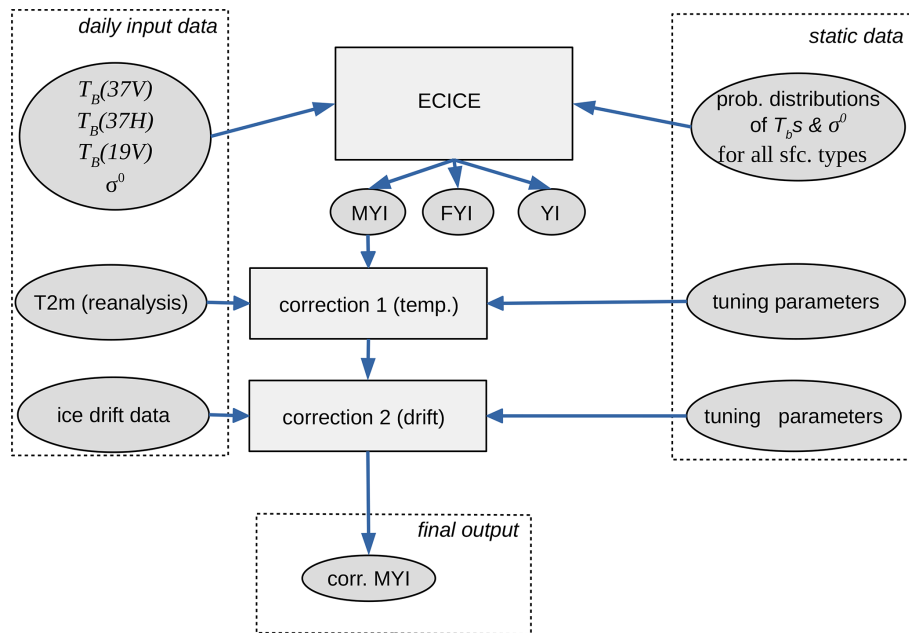 daily input data
static data
T_B(37V)
T_B(37H)
T_B(19V)
σ⁰
ECICE
prob. distributions
of T_bs & σ⁰
for all sfc. types
MYI
FYI
YI
T2m (reanalysis)
correction 1 (temp.)
tuning parameters
ice drift data
correction 2 (drift)
tuning parameters
final output
corr. MYI